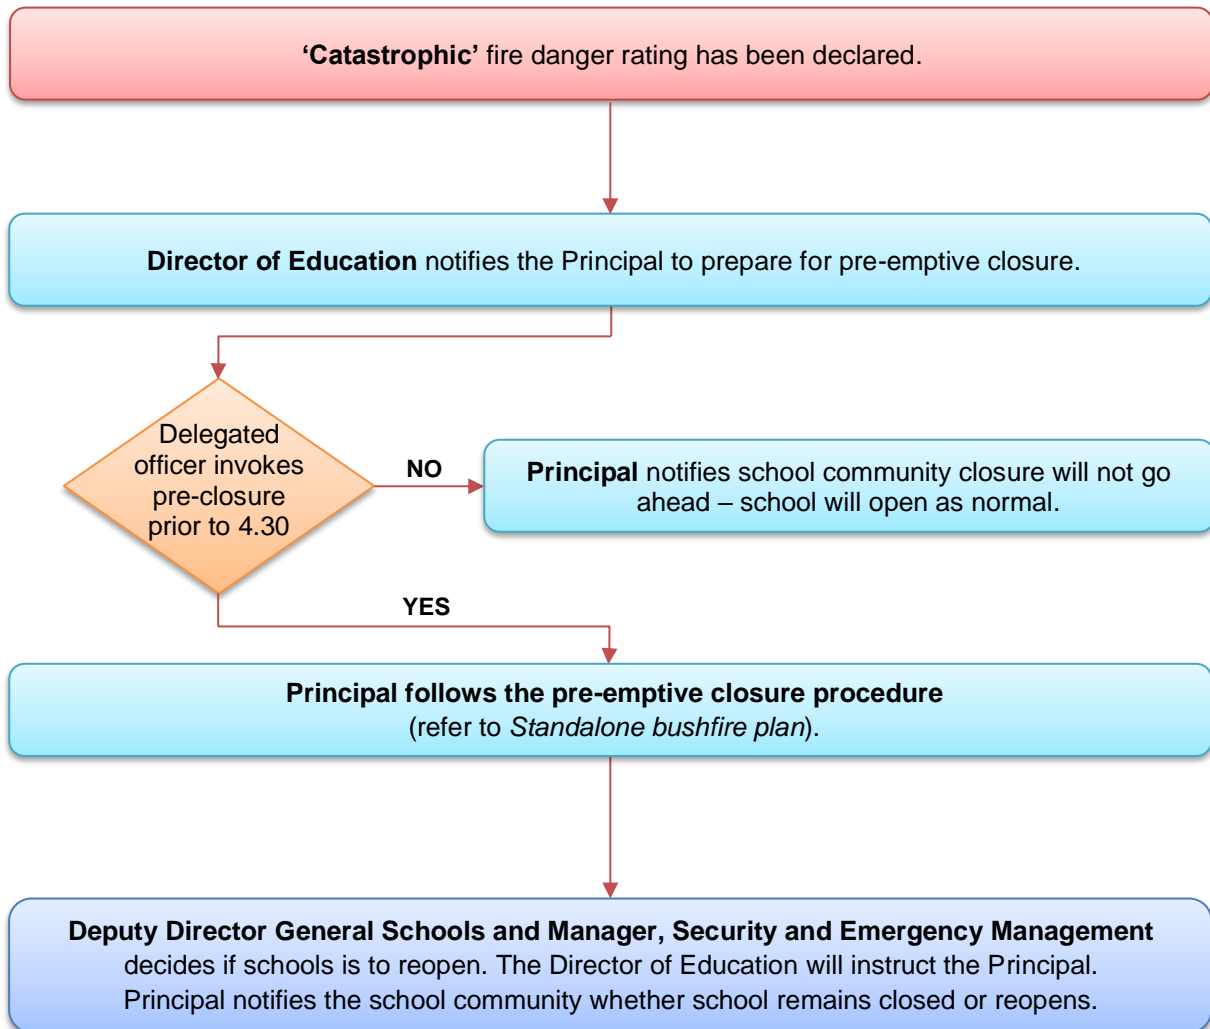 ‘Catastrophic’ fire danger rating has been declared.
Director of Education notifies the Principal to prepare for pre-emptive closure.
Delegated
officer invokes
pre-closure
prior to 4.30
NO
Principal notifies school community closure will not go
ahead – school will open as normal.
YES
Principal follows the pre-emptive closure procedure
(refer to Standalone bushfire plan).
Deputy Director General Schools and Manager, Security and Emergency Management
decides if schools is to reopen. The Director of Education will instruct the Principal.
Principal notifies the school community whether school remains closed or reopens.